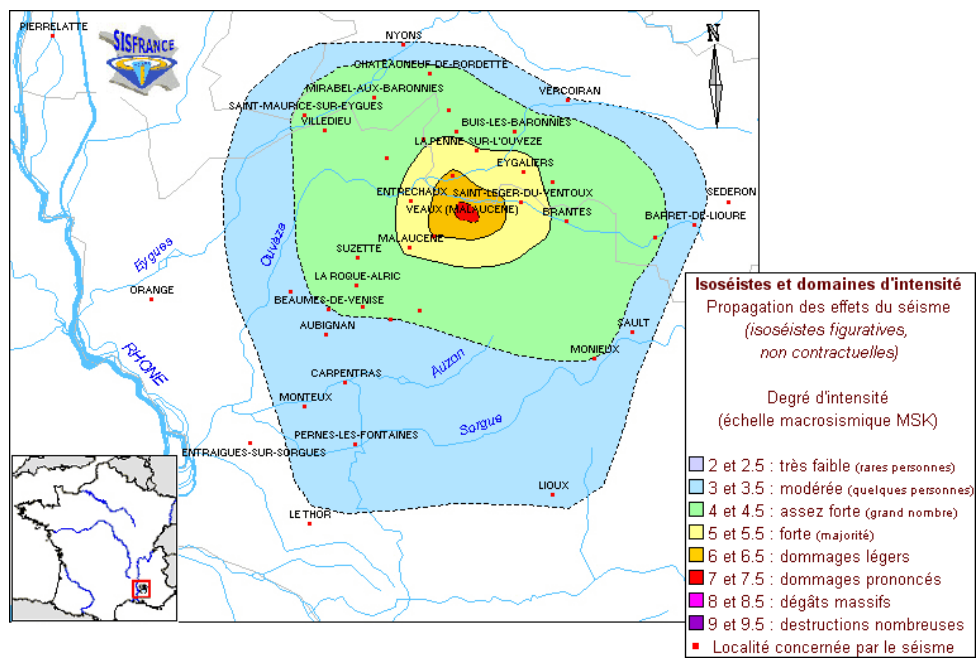 PIERRELATTE
SISFRANCE
NYONS
N
CHATEAUNEUF-DE-BORDETTE
MIRABEL-AUX-BARONNIES
VERCOIRAN
SAINT-MAURICE-SUR-EYGUES
VILLEDIEU
BUIS-LES-BARONNIES
LA PENNE-SUR-L'OUVEZE
EYGALIERS
ENTRECHAUX
SAINT-LEGER-DU-VENTOUX
SEDERON
VEAUX (MALAUCENE)
BRANTES
BARRET-DE-LIOURE
MALAUCENE
Eygues
Ouvèze
SUZETTE
LA ROQUE-ALRIC
ORANGE
BEAUMES-DE-VENISE
AUBIGNAN
SAULT
RHONE
MONIEUX
Auzon
CARPENTRAS
MONTEUX
Sorgue
PERNES-LES-FONTAINES
ENTRAIGUES-SUR-SORGUES
LIOUX
LE THOR
Isoséistes et domaines d'intensité
Propagation des effets du séisme
(isoséistes figuratives,
non contractuelles)
Degré d'intensité
(échelle macrosismique MSK)
2 et 2.5 : très faible (rares personnes)
3 et 3.5 : modérée (quelques personnes)
4 et 4.5 : assez forte (grand nombre)
5 et 5.5 : forte (majorité)
6 et 6.5 : dommages légers
7 et 7.5 : dommages prononcés
8 et 8.5 : dégâts massifs
9 et 9.5 : destructions nombreuses
Localité concernée par le séisme